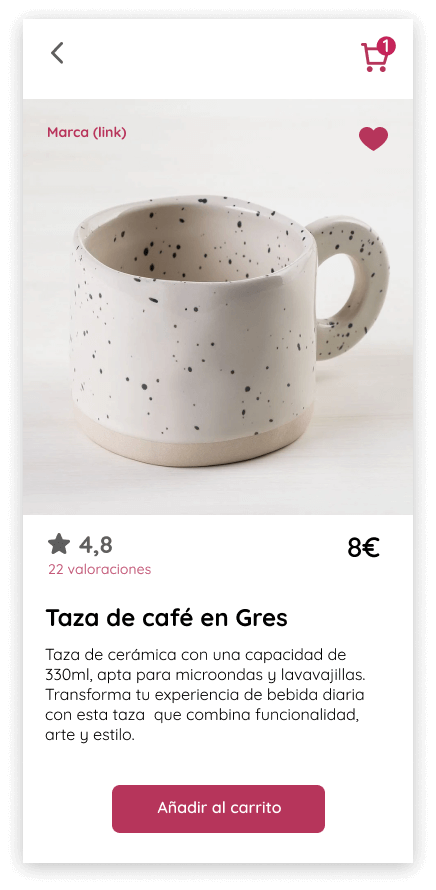 1
Marca (link)
4,8
8€
22 valoraciones
Taza de café en Gres
Taza de cerámica con una capacidad de
330ml, apta para microondas y lavavajillas.
Transforma tu experiencia de bebida diaria
con esta taza  que combina funcionalidad,
arte y estilo.
Añadir al carrito